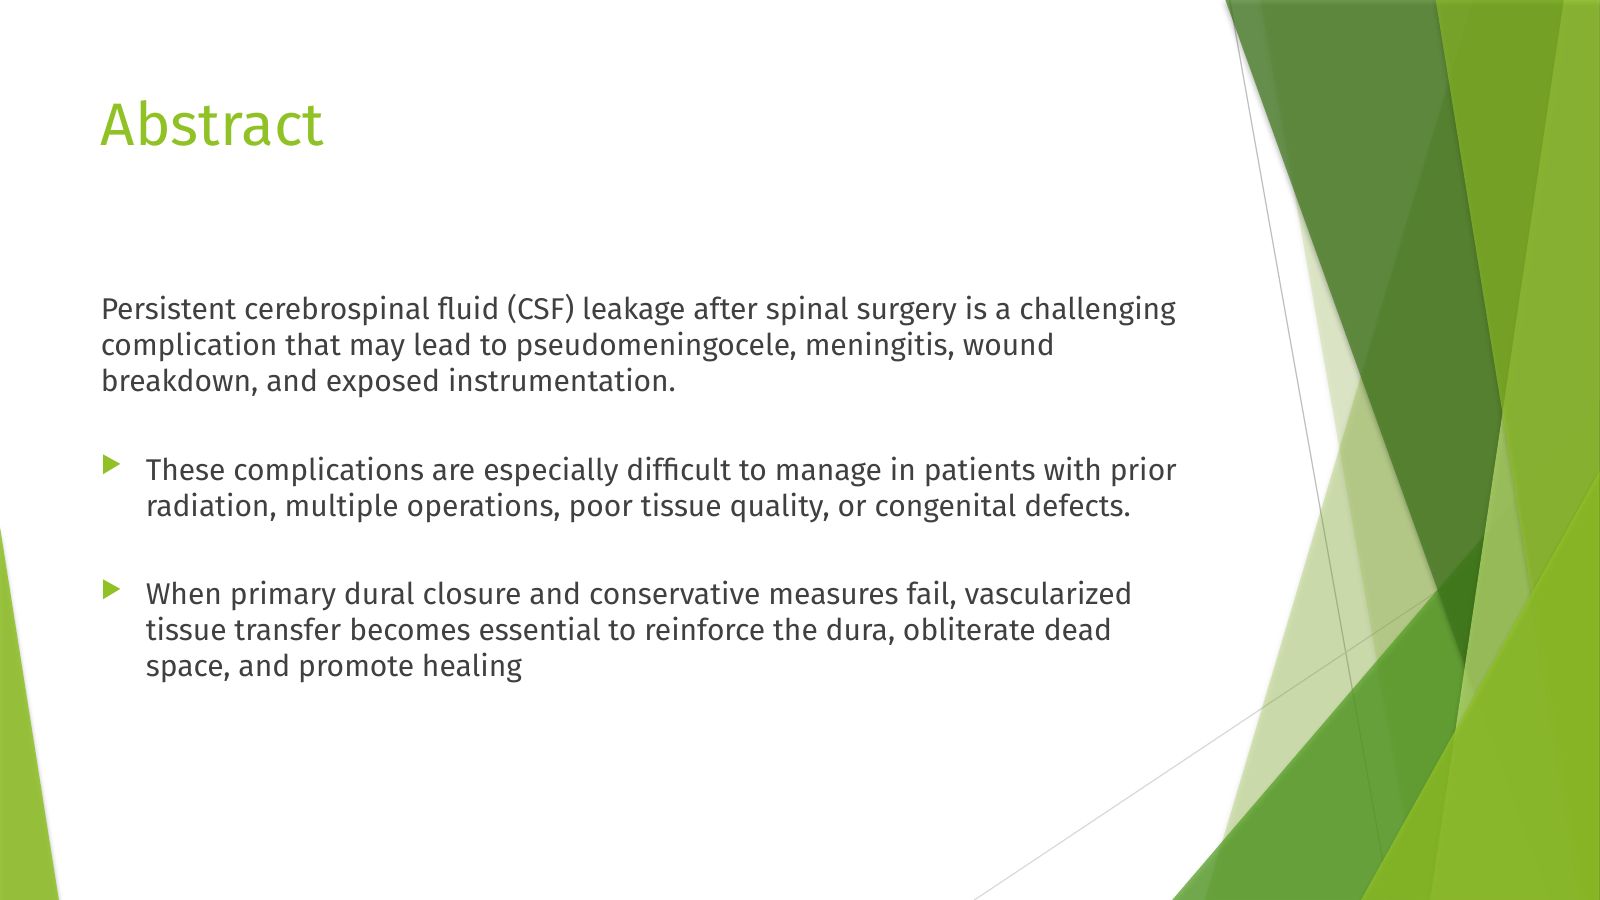 Abstract
Persistent cerebrospinal fluid (CSF) leakage after spinal surgery is a challenging
complication that may lead to pseudomeningocele, meningitis, wound
breakdown, and exposed instrumentation.
These complications are especially difficult to manage in patients with prior
radiation, multiple operations, poor tissue quality, or congenital defects.
When primary dural closure and conservative measures fail, vascularized
tissue transfer becomes essential to reinforce the dura, obliterate dead
space, and promote healing